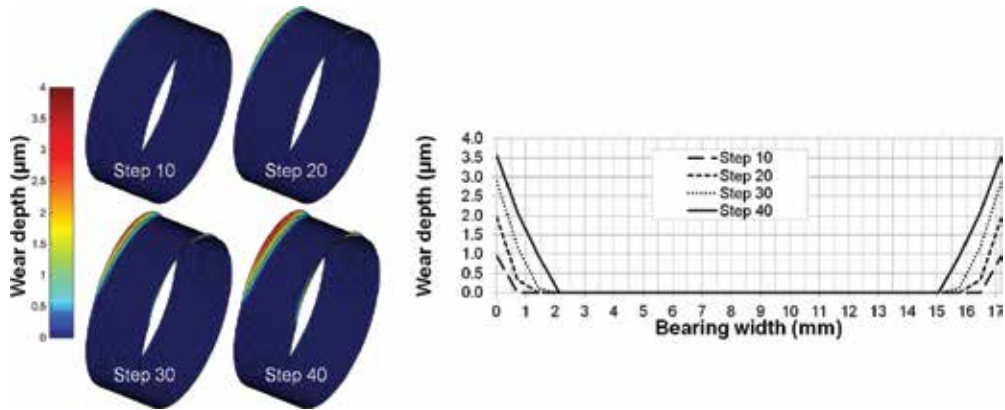 Wear depth (μm)
4
3.5
3
2.5
2
1.5
1
0.5
0
Step 10
Step 20
Step 30
Step 40
Wear depth (μm)
4.0
3.5
3.0
2.5
2.0
1.5
1.0
0.5
0.0
Step 10
Step 20
Step 30
Step 40
0 1 2 3 4 5 6 7 8 9 10 11 12 13 14 15 16 17
Bearing width (mm)